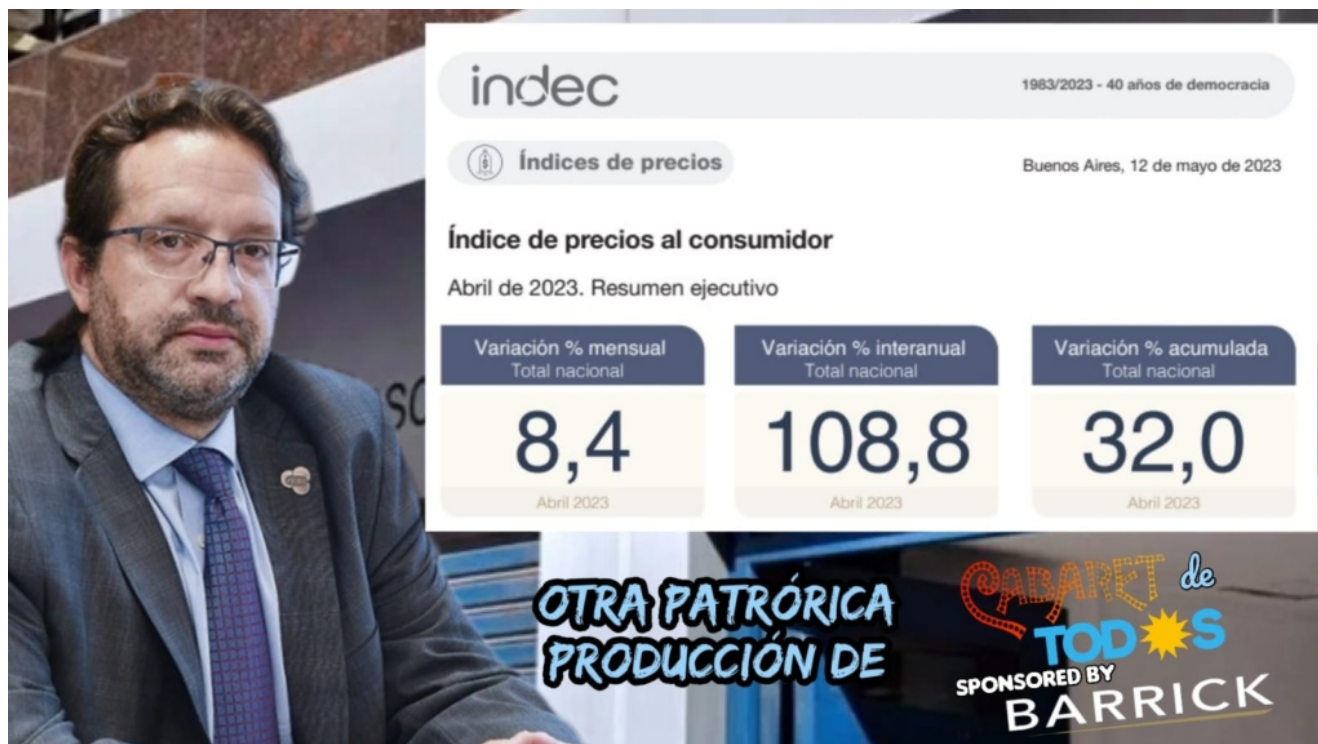 indec
1983/2023 - 40 años de democracia
Índices de precios
Buenos Aires, 12 de mayo de 2023
Índice de precios al consumidor
Abril de 2023. Resumen ejecutivo
Variación % mensual
Total nacional
8,4
Abril 2023
Variación % interanual
Total nacional
108,8
Abril 2023
Variación % acumulada
Total nacional
32,0
Abril 2023
OTRA PATRÓRICA
PRODUCCIÓN DE
CABARET de
TODOS
SPONSORED BY
BARRICK